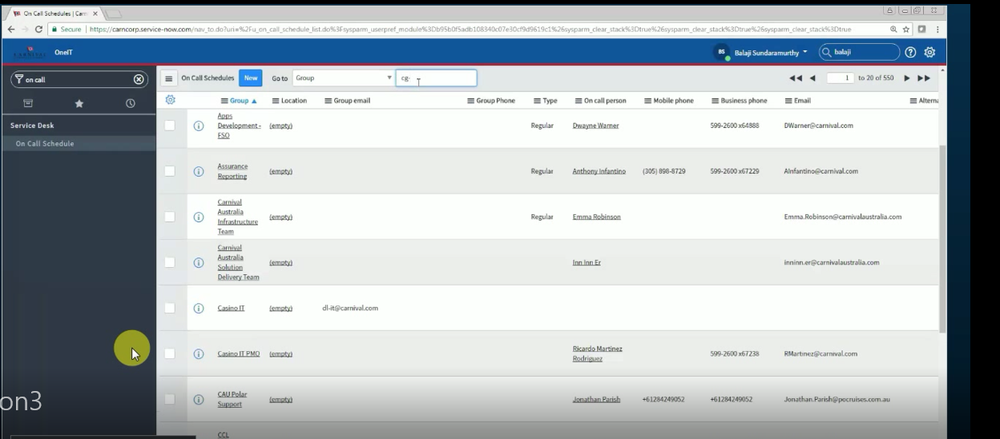 On Call Schedules | Carn
Secure | https://carncorp.service-now.com/nav_to.do?uri=%2Fu_on_call_schedule_list.do%3Fsysparm_userpref_module%3Db95b0f5adb108340c07e30cf9d9619c1%26sysparm_clear_stack%3Dtrue%26sysparm_clear_stack%3Dtrue%26sysparm_clear_stack%3Dtrue
CARNIVAL OneIT BS Balaji Sundaramurthy balaji
on call On Call Schedules New Go to Group cg- 1 to 20 of 550
Group Location Group email Group Phone Type On call person Mobile phone Business phone Email Alterna
Service Desk
On Call Schedule
Apps
Development - (empty) Regular Dwayne Warner 599-2600 x64888 DWarner@carnival.com
FSO
Assurance
Reporting (empty) Regular Anthony Infantino (305) 898-8729 599-2600 x67229 AInfantino@carnival.com
Carnival
Australia
Infrastructure (empty) Regular Emma Robinson Emma.Robinson@carnivalaustralia.com
Team
Carnival
Australia
Solution (empty) Inn Inn Er inninn.er@carnivalaustralia.com
Delivery Team
Casino IT (empty) dl-it@carnival.com
Casino IT PMO (empty) Ricardo Martinez
Rodriguez 599-2600 x67238 RMartinez@carnival.com
CAU Polar
Support (empty) Jonathan Parish +61284249052 +61284249052 Jonathan.Parish@pocruises.com.au
on3
CCL